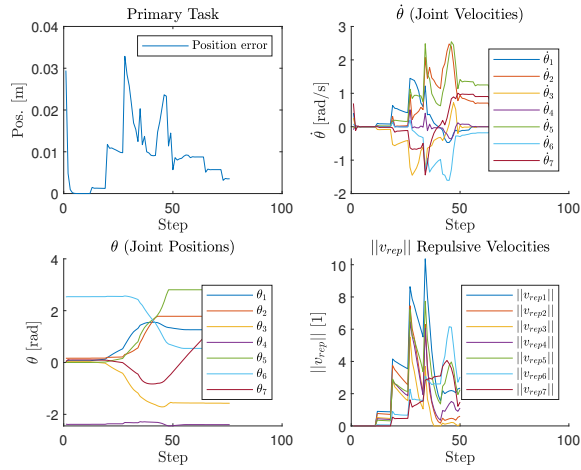 Primary Task
0.04
0.03
0.02
0.01
0
Pos. [m]
Position error
0 50 100
Step
θ̇ (Joint Velocities)
3
2
1
0
-1
-2
θ̇ [rad/s]
θ̇₁
θ̇₂
θ̇₃
θ̇₄
θ̇₅
θ̇₆
θ̇₇
0 50 100
Step
θ (Joint Positions)
4
2
0
-2
θ [rad]
θ₁
θ₂
θ₃
θ₄
θ₅
θ₆
θ₇
0 50 100
Step
||v_rep|| Repulsive Velocities
10
8
6
4
2
0
||v_rep|| [1]
||v_rep1||
||v_rep2||
||v_rep3||
||v_rep4||
||v_rep5||
||v_rep6||
||v_rep7||
0 50 100
Step